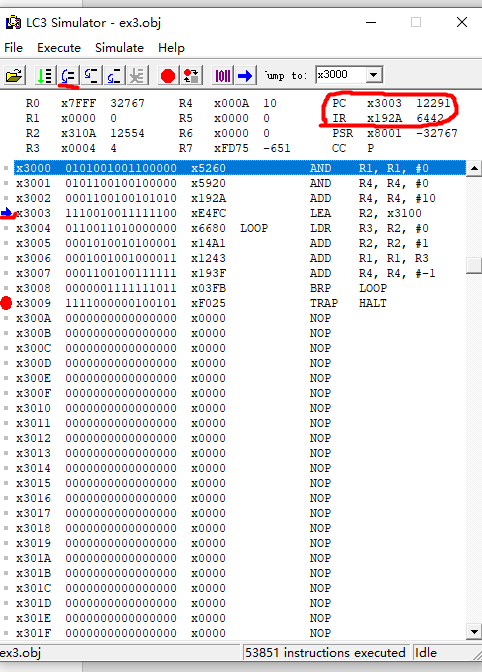 LC3 Simulator - ex3.obj
File Execute Simulate Help
Jump to: x3000
R0 x7FFF 32767 R4 x000A 10 PC x3003 12291
R1 x0000 0 R5 x0000 0 IR x192A 6442
R2 x310A 12554 R6 x0000 0 PSR x8001 -32767
R3 x0004 4 R7 xFD75 -651 CC P
x3000 0101001001100000 x5260 AND R1, R1, #0
x3001 0101100100100000 x5920 AND R4, R4, #0
x3002 0001100100101010 x192A ADD R4, R4, #10
x3003 1110010011111100 xE4FC LEA R2, x3100
x3004 0110011010000000 x6680 LOOP LDR R3, R2, #0
x3005 0001010010100001 x14A1 ADD R2, R2, #1
x3006 0001001001000011 x1243 ADD R1, R1, R3
x3007 0001100100111111 x193F ADD R4, R4, #-1
x3008 0000001111111011 x03FB BRP LOOP
x3009 1111000000100101 xF025 TRAP HALT
x300A 0000000000000000 x0000 NOP
x300B 0000000000000000 x0000 NOP
x300C 0000000000000000 x0000 NOP
x300D 0000000000000000 x0000 NOP
x300E 0000000000000000 x0000 NOP
x300F 0000000000000000 x0000 NOP
x3010 0000000000000000 x0000 NOP
x3011 0000000000000000 x0000 NOP
x3012 0000000000000000 x0000 NOP
x3013 0000000000000000 x0000 NOP
x3014 0000000000000000 x0000 NOP
x3015 0000000000000000 x0000 NOP
x3016 0000000000000000 x0000 NOP
x3017 0000000000000000 x0000 NOP
x3018 0000000000000000 x0000 NOP
x3019 0000000000000000 x0000 NOP
x301A 0000000000000000 x0000 NOP
x301B 0000000000000000 x0000 NOP
x301C 0000000000000000 x0000 NOP
x301D 0000000000000000 x0000 NOP
x301E 0000000000000000 x0000 NOP
x301F 0000000000000000 x0000 NOP
ex3.obj 53851 instructions executed Idle